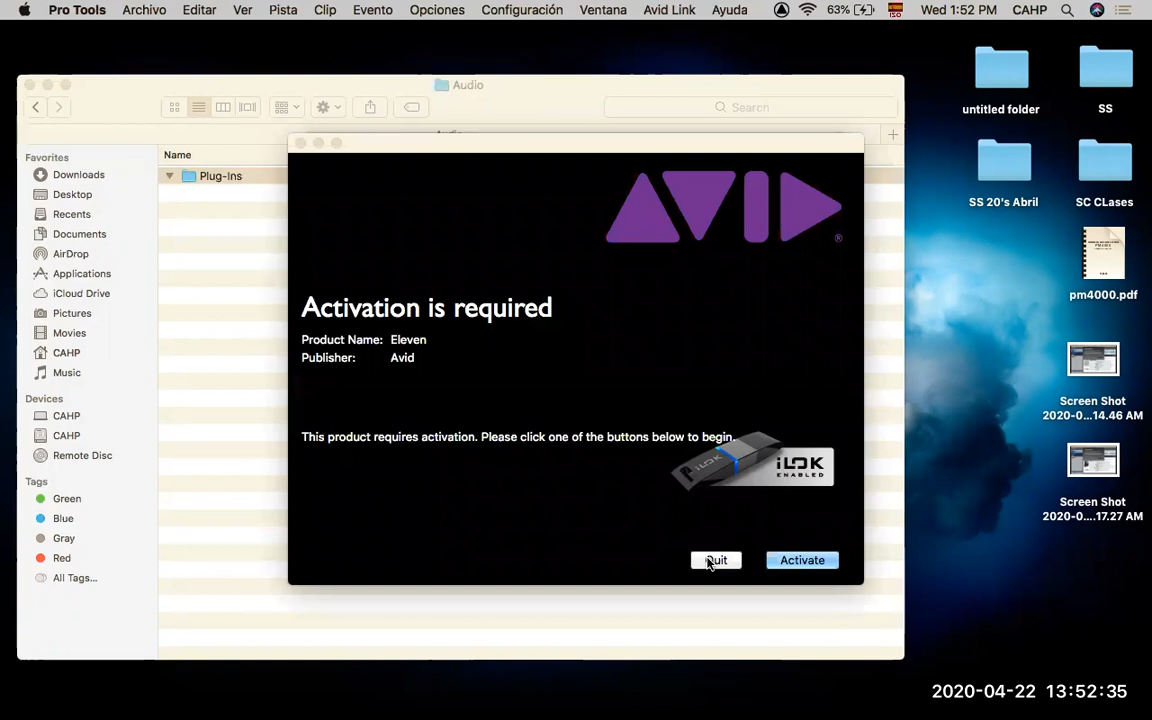 Pro Tools Archivo Editar Ver Pista Clip Evento Opciones Configuración Ventana Avid Link Ayuda 63% ISO Wed 1:52 PM CAHP
Audio
Search
Audio
Favorites
Downloads
Desktop
Recents
Documents
AirDrop
Applications
iCloud Drive
Pictures
Movies
CAHP
Music
Devices
CAHP
CAHP
Remote Disc
Tags
Green
Blue
Gray
Red
All Tags...
Name
Plug-Ins
AVID®
Activation is required
Product Name: Eleven
Publisher: Avid
This product requires activation. Please click one of the buttons below to begin.
iLOK
iLOK
ENABLED
Quit Activate
untitled folder
SS
SS 20's Abril
SC CLases
pm4000.pdf
Screen Shot
2020-0....14.46 AM
Screen Shot
2020-0....17.27 AM
2020-04-22 13:52:35